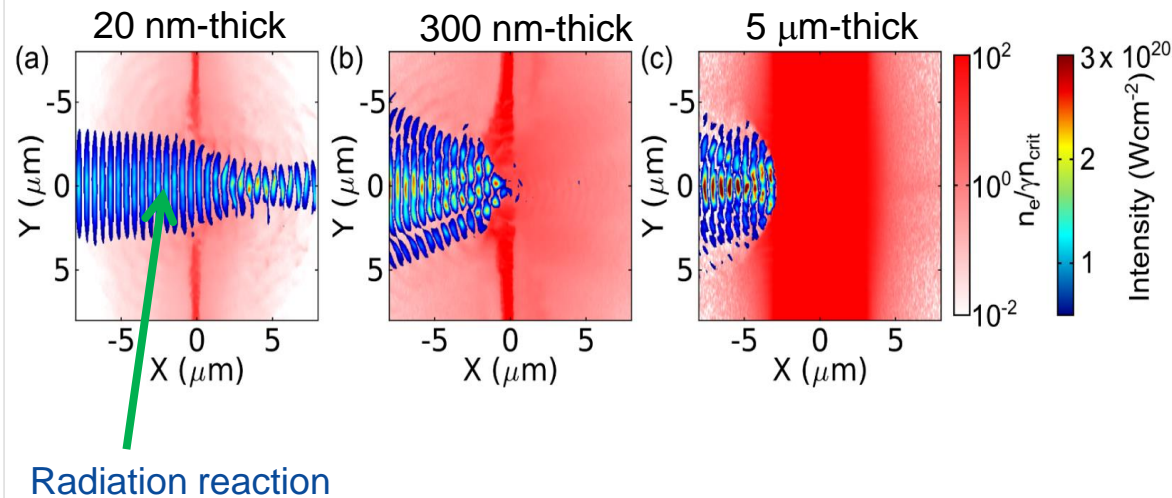 20 nm-thick 300 nm-thick 5 μm-thick
(a) (b) (c)
-5 -5 -5
Y (μm) 0 Y (μm) 0 Y (μm) 0
5 5 5
-5 0 5 -5 0 5 -5 0 5
X (μm) X (μm) X (μm)
10² 10⁰ 10⁻²
nₑ/γn_crit
3 x 10²⁰ 2 1
Intensity (Wcm⁻²)
Radiation reaction